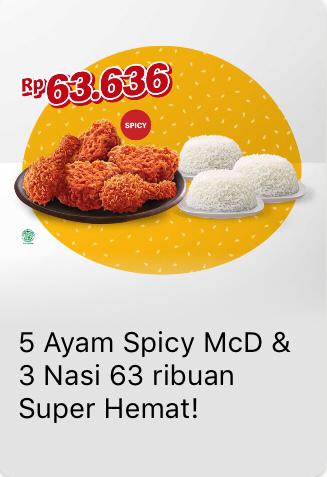 Rp63.636
SPICY
5 Ayam Spicy McD &
3 Nasi 63 ribuan
Super Hemat!